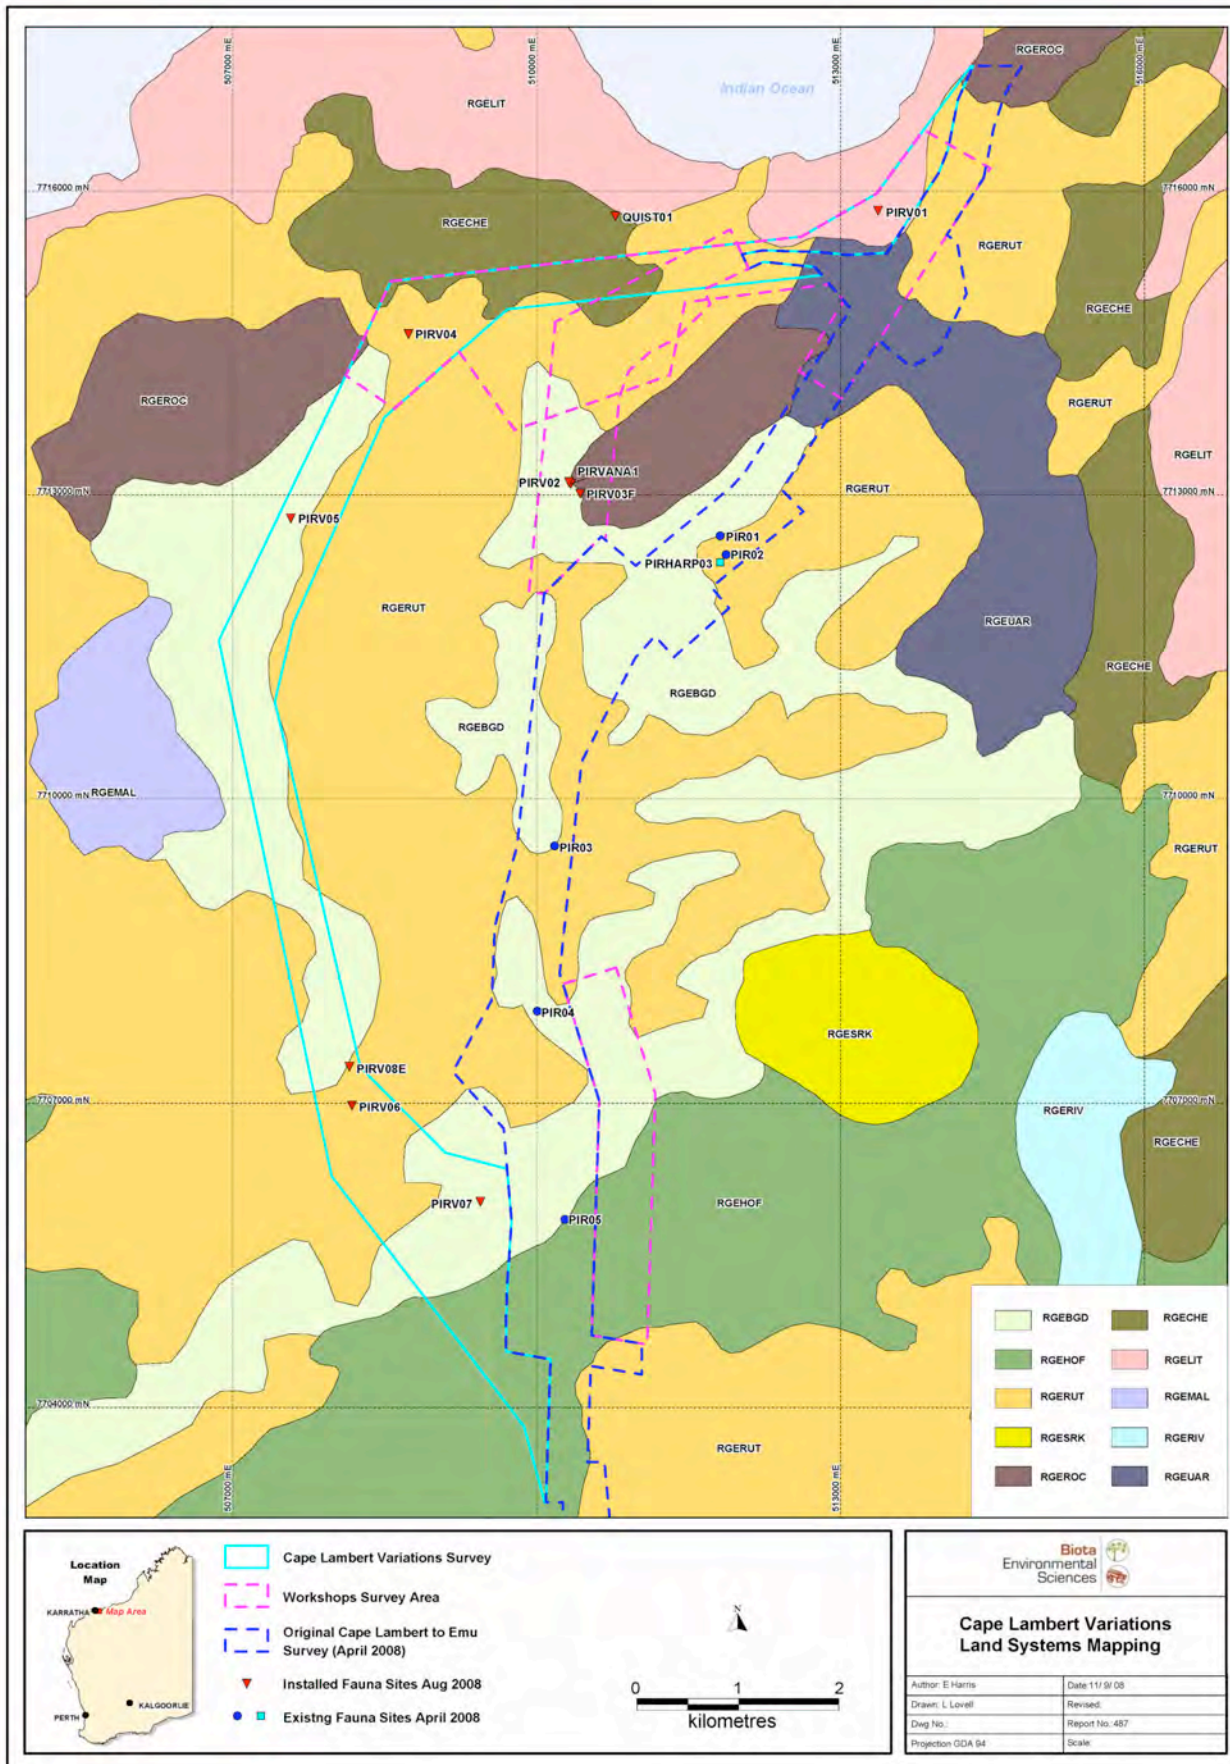 507000 mE
510000 mE
513000 mE
516000 mE
RGEROC
Indian Ocean
RGELIT
7716000 mN
7716000 mN
QUIST01
PIRV01
RGECHE
RGERUT
RGECHE
PIRV04
RGEROC
RGERUT
RGELIT
PIRVANA1
PIRV02
PIRV03F
RGERUT
7713000 mN
7713000 mN
PIRV05
PIR01
PIR02
PIRHARP03
RGERUT
RGEUAR
RGECHE
RGEBGD
RGEBGD
7710000 mN
RGEMAL
7710000 mN
PIR03
RGERUT
PIR04
RGESRK
PIRV08E
PIRV06
7707000 mN
7707000 mN
RGERIV
RGECHE
PIRV07
RGEHOF
PIR05
7704000 mN
RGERUT
507000 mE
513000 mE
RGEBGD
RGECHE
RGEHOF
RGELIT
RGERUT
RGEMAL
RGESRK
RGERIV
RGEROC
RGEUAR
Location
Map
KARRATHA
Map Area
KALGOORLIE
PERTH
Cape Lambert Variations Survey
Workshops Survey Area
Original Cape Lambert to Emu
Survey (April 2008)
Installed Fauna Sites Aug 2008
Existng Fauna Sites April 2008
N
0 1 2
kilometres
Biota
Environmental
Sciences
Cape Lambert Variations
Land Systems Mapping
Author: E Harris
Date:11/ 9/ 08
Drawn: L Lovell
Revised:
Dwg No.:
Report No.:487
Projection GDA 94
Scale: